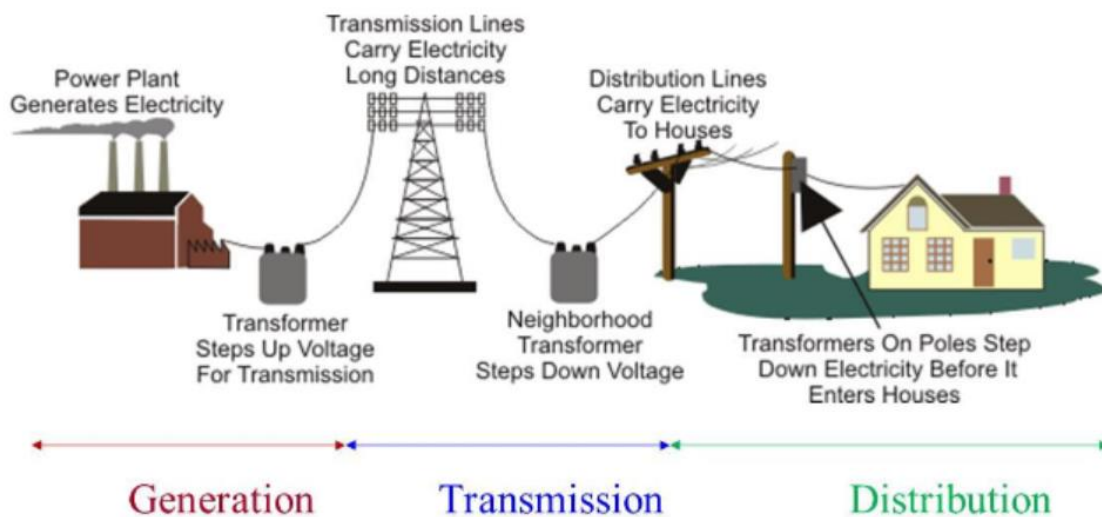 Power Plant
Generates Electricity
Transmission Lines
Carry Electricity
Long Distances
Distribution Lines
Carry Electricity
To Houses
Transformer
Steps Up Voltage
For Transmission
Neighborhood
Transformer
Steps Down Voltage
Transformers On Poles Step
Down Electricity Before It
Enters Houses
Generation
Transmission
Distribution